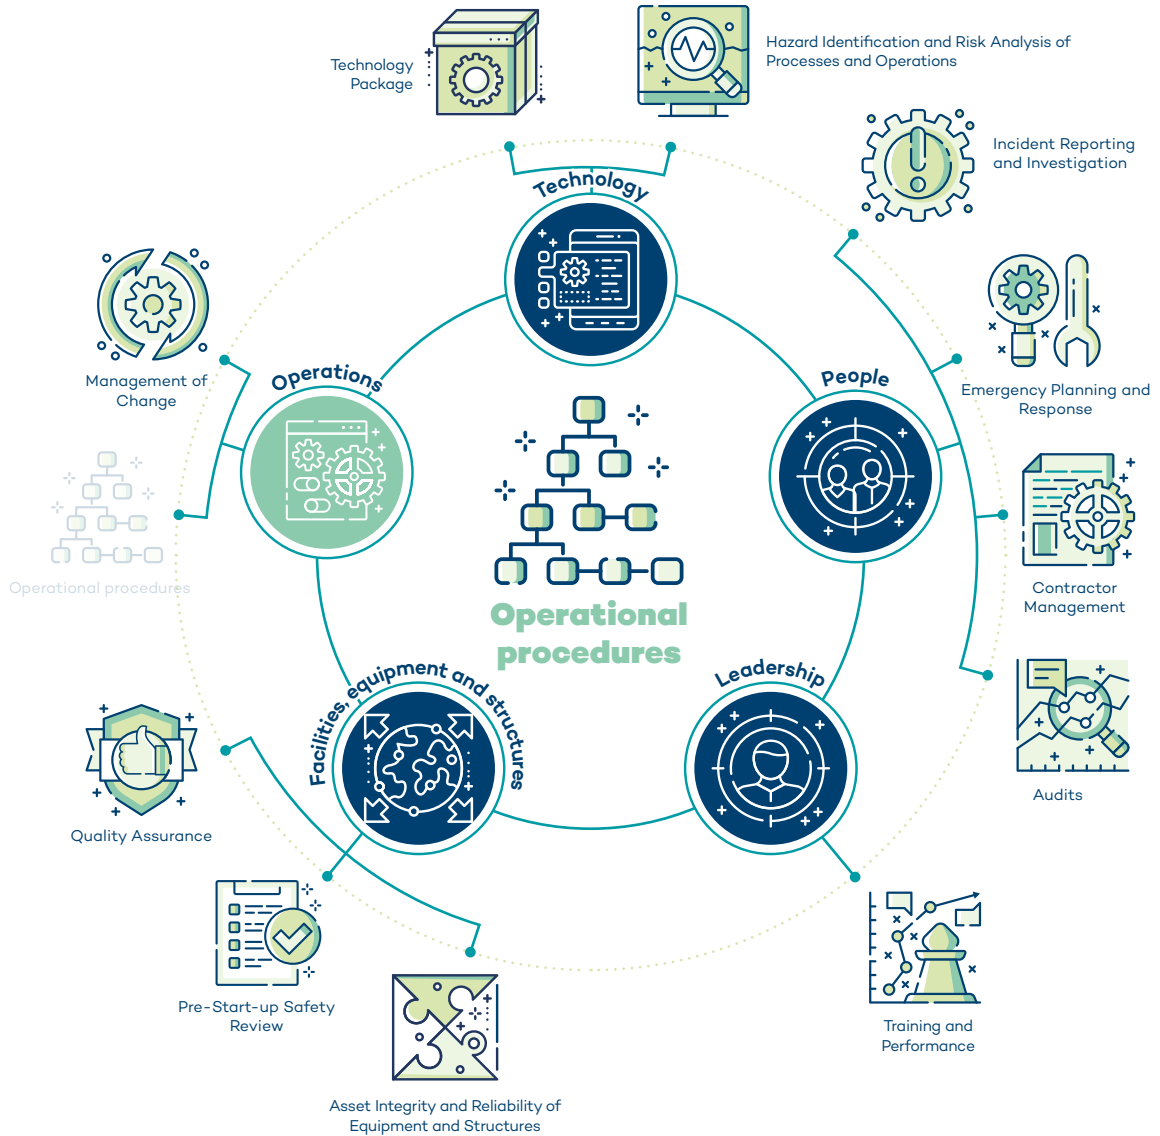 Technology
Package
Hazard Identification and Risk Analysis of
Processes and Operations
Incident Reporting
and Investigation
Technology
Management of
Change
Operations
People
Emergency Planning and
Response
Operational procedures
Contractor
Management
Operational
procedures
Facilities, equipment and structures
Leadership
Audits
Quality Assurance
Pre-Start-up Safety
Review
Training and
Performance
Asset Integrity and Reliability of
Equipment and Structures